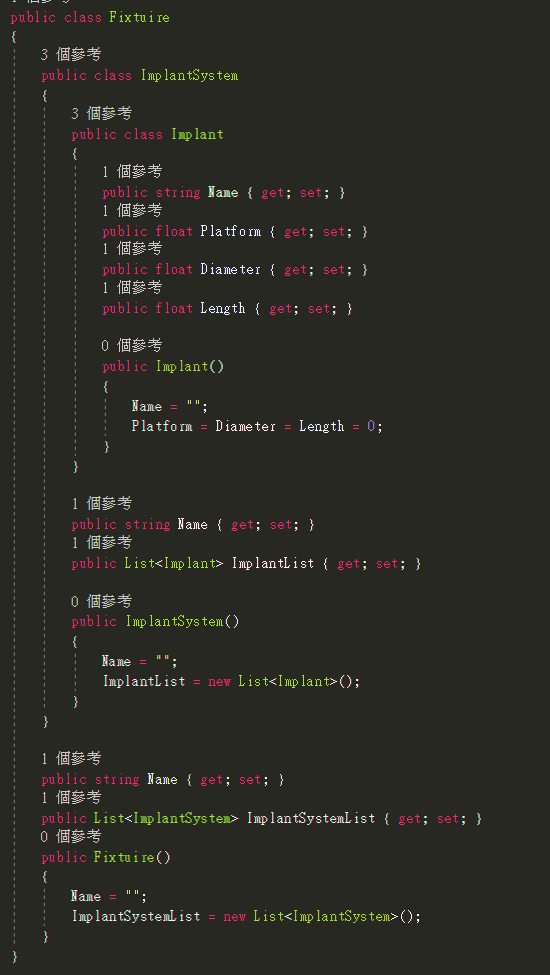 public class Fixtuire
{
3 個參考
public class ImplantSystem
{
3 個參考
public class Implant
{
1 個參考
public string Name { get; set; }
1 個參考
public float Platform { get; set; }
1 個參考
public float Diameter { get; set; }
1 個參考
public float Length { get; set; }
0 個參考
public Implant()
{
Name = "";
Platform = Diameter = Length = 0;
}
}
1 個參考
public string Name { get; set; }
1 個參考
public List<Implant> ImplantList { get; set; }
0 個參考
public ImplantSystem()
{
Name = "";
ImplantList = new List<Implant>();
}
}
1 個參考
public string Name { get; set; }
1 個參考
public List<ImplantSystem> ImplantSystemList { get; set; }
0 個參考
public Fixtuire()
{
Name = "";
ImplantSystemList = new List<ImplantSystem>();
}
}